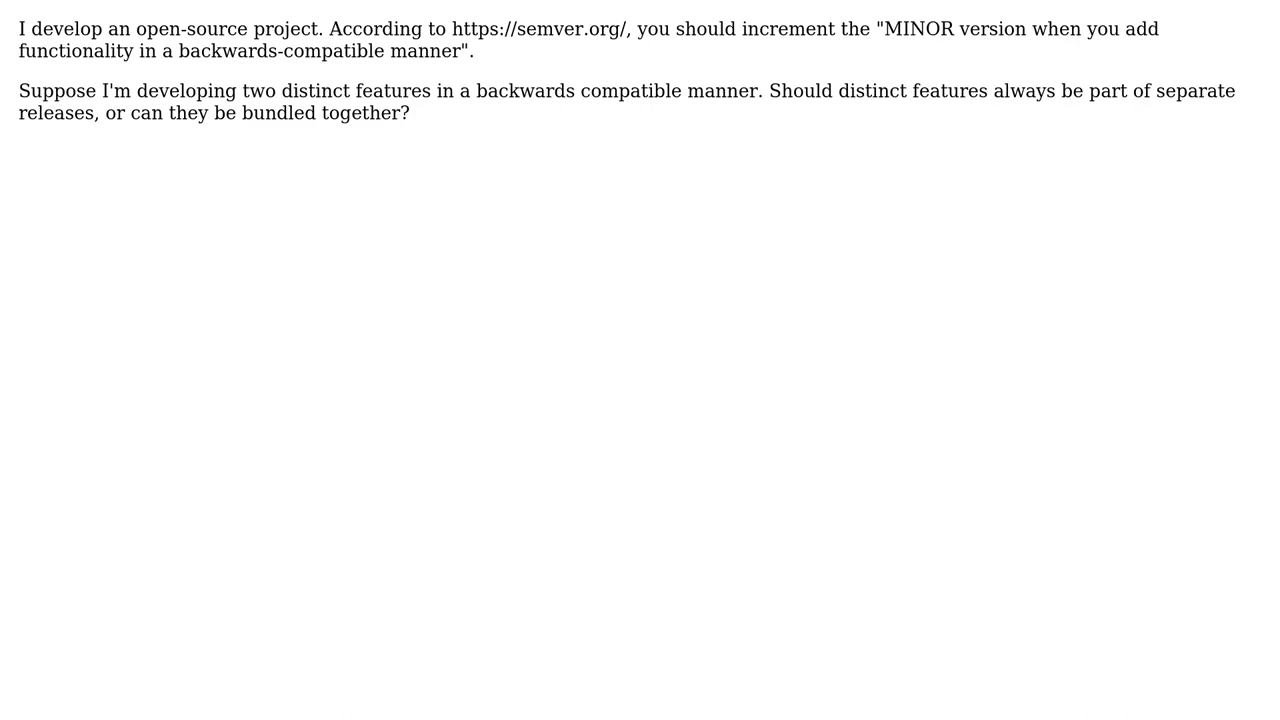 I develop an open-source project. According to https://semver.org/, you should increment the "MINOR version when you add
functionality in a backwards-compatible manner".
Suppose I'm developing two distinct features in a backwards compatible manner. Should distinct features always be part of separate
releases, or can they be bundled together?